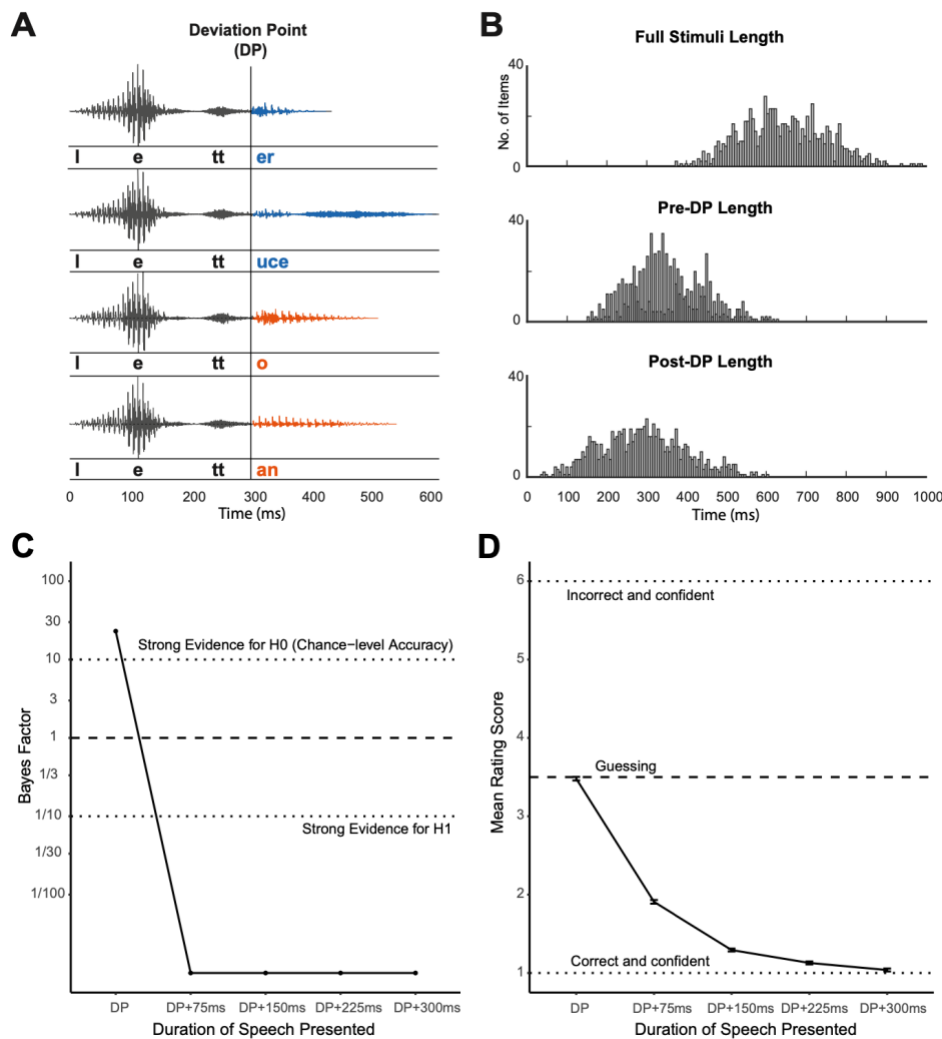 A
Deviation Point
(DP)
l e tt er
l e tt uce
l e tt o
l e tt an
0 100 200 300 400 500 600
Time (ms)
B
Full Stimuli Length
40
No. of Items
0
Pre-DP Length
40
0
Post-DP Length
40
0
0 100 200 300 400 500 600 700 800 900 1000
Time (ms)
C
100
30
Strong Evidence for H0 (Chance−level Accuracy)
10
3
Bayes Factor
1
1/3
1/10
Strong Evidence for H1
1/30
1/100
DP DP+75ms DP+150ms DP+225ms DP+300ms
Duration of Speech Presented
D
6
Incorrect and confident
5
4
Mean Rating Score
Guessing
3
2
Correct and confident
1
DP DP+75ms DP+150ms DP+225ms DP+300ms
Duration of Speech Presented